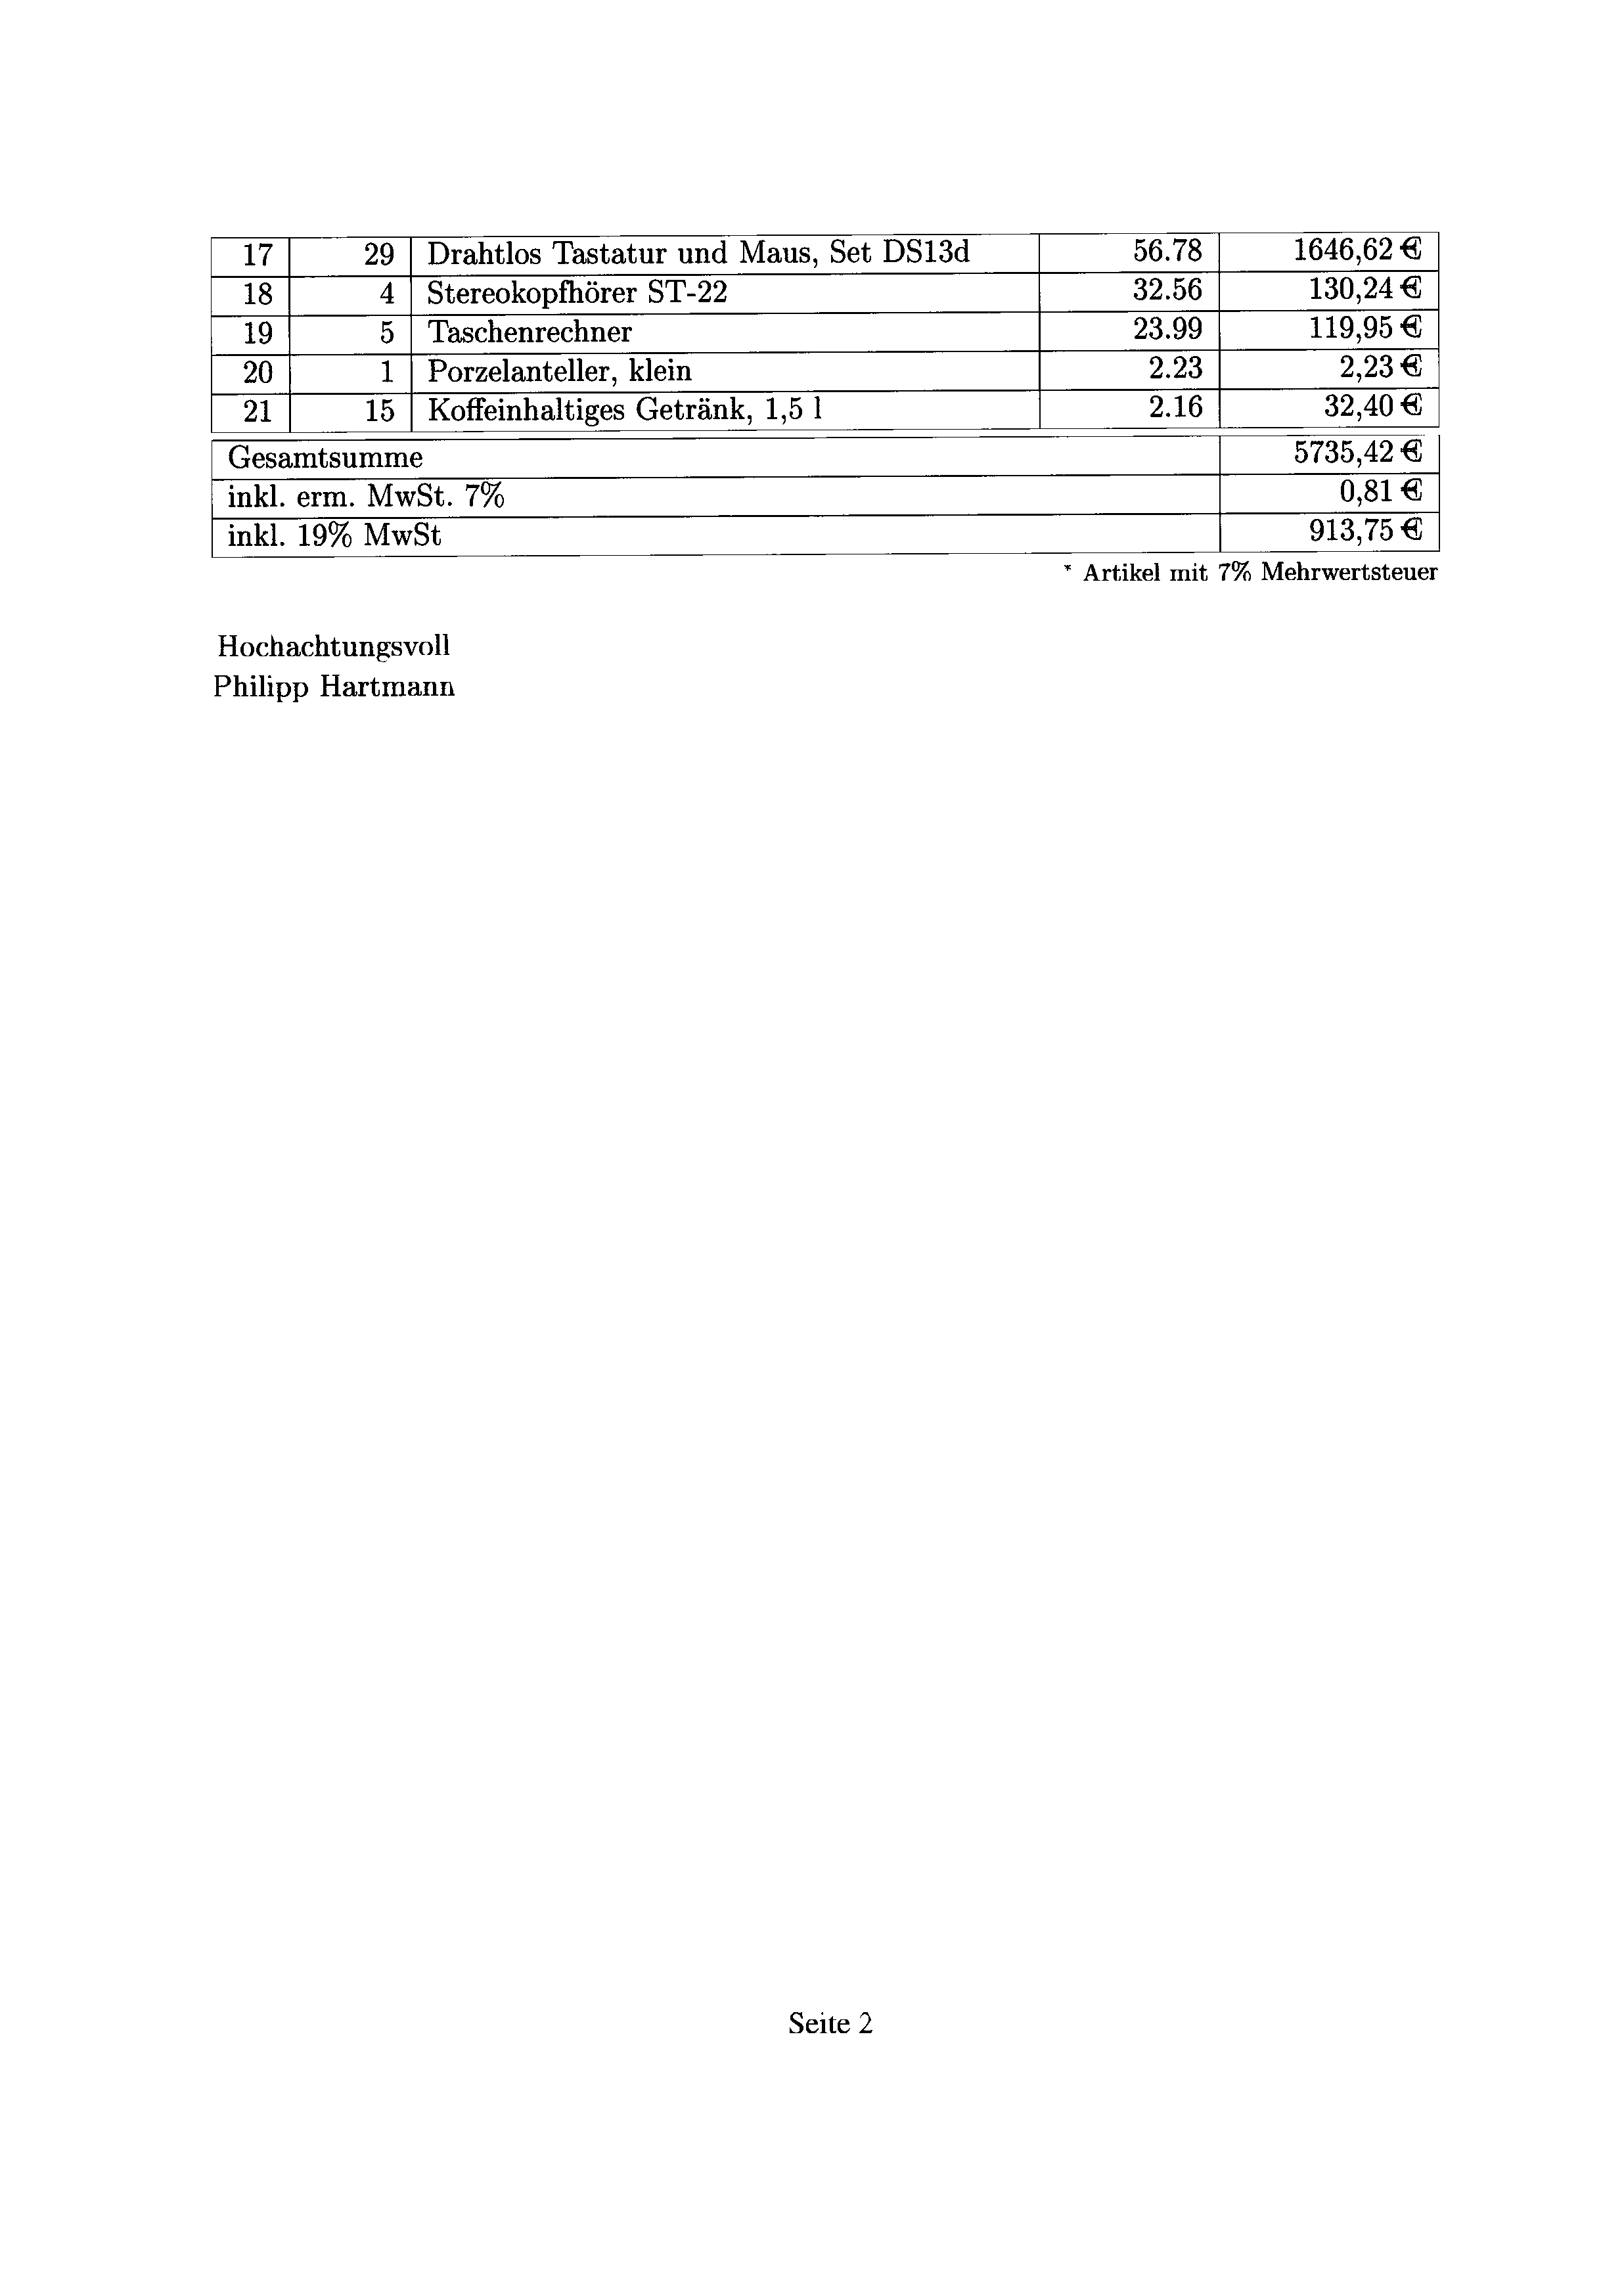 17 29 Drahtlos Tastatur und Maus, Set DS13d 56.78 1646,62 €
18 4 Stereokopfhörer ST-22 32.56 130,24 €
19 5 Taschenrechner 23.99 119,95 €
20 1 Porzelanteller, klein 2.23 2,23 €
21 15 Koffeinhaltiges Getränk, 1,5 l 2.16 32,40 €
Gesamtsumme 5735,42 €
inkl. erm. MwSt. 7% 0,81 €
inkl. 19% MwSt 913,75 €
* Artikel mit 7% Mehrwertsteuer
Hochachtungsvoll
Philipp Hartmann
Seite 2